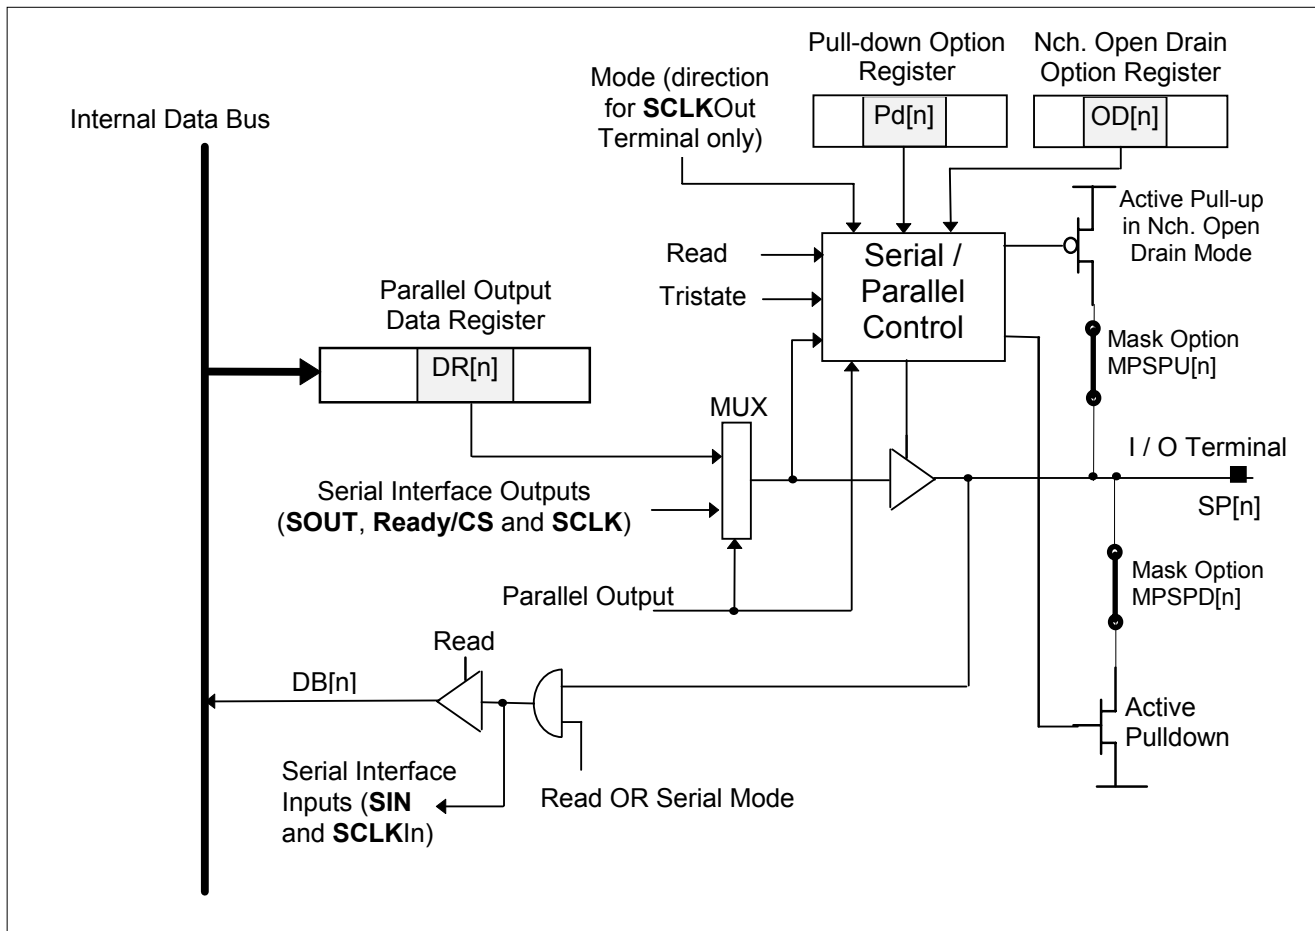 Pull-down Option
Register
Nch. Open Drain
Option Register
Mode (direction
for SCLKOut
Terminal only)
Pd[n]
OD[n]
Internal Data Bus
Active Pull-up
in Nch. Open
Drain Mode
Read
Tristate
Serial /
Parallel
Control
Parallel Output
Data Register
DR[n]
Mask Option
MPSPU[n]
MUX
I / O Terminal
SP[n]
Serial Interface Outputs
(SOUT, Ready/CS and SCLK)
Mask Option
MPSPD[n]
Parallel Output
Read
DB[n]
Active
Pulldown
Serial Interface
Inputs (SIN
and SCLKIn)
Read OR Serial Mode